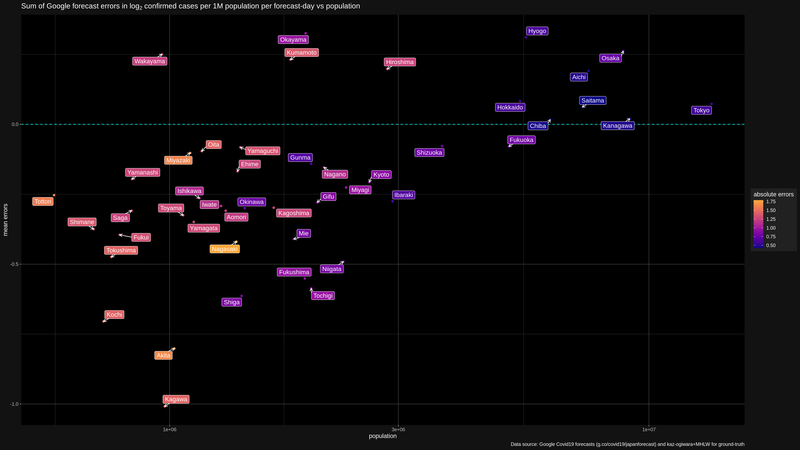 Sum of Google forecast errors in log2 confirmed cases per 1M population per forecast-day vs population
Hyogo
Okayama
Kumamoto
Osaka
Wakayama
Hiroshima
Aichi
Saitama
Hokkaido
Tokyo
0.0
Chiba
Kanagawa
Fukuoka
Oita
Yamaguchi
Shizuoka
Miyazaki
Gunma
Ehime
Yamanashi
Nagano
Kyoto
Ishikawa
Miyagi
Ibaraki
Gifu
Tottori
Iwate
Okinawa
Toyama
Kagoshima
Saga
Aomori
Shimane
Yamagata
Mie
Fukui
Tokushima
Nagasaki
-0.5
Niigata
Fukushima
Tochigi
Shiga
Kochi
Akita
Kagawa
-1.0
mean errors
1e+06
3e+06
1e+07
population
absolute errors
1.75
1.50
1.25
1.00
0.75
0.50
Data source: Google Covid19 forecasts (g.co/covid19/japanforecast) and kaz-ogiwara+MHLW for ground-truth